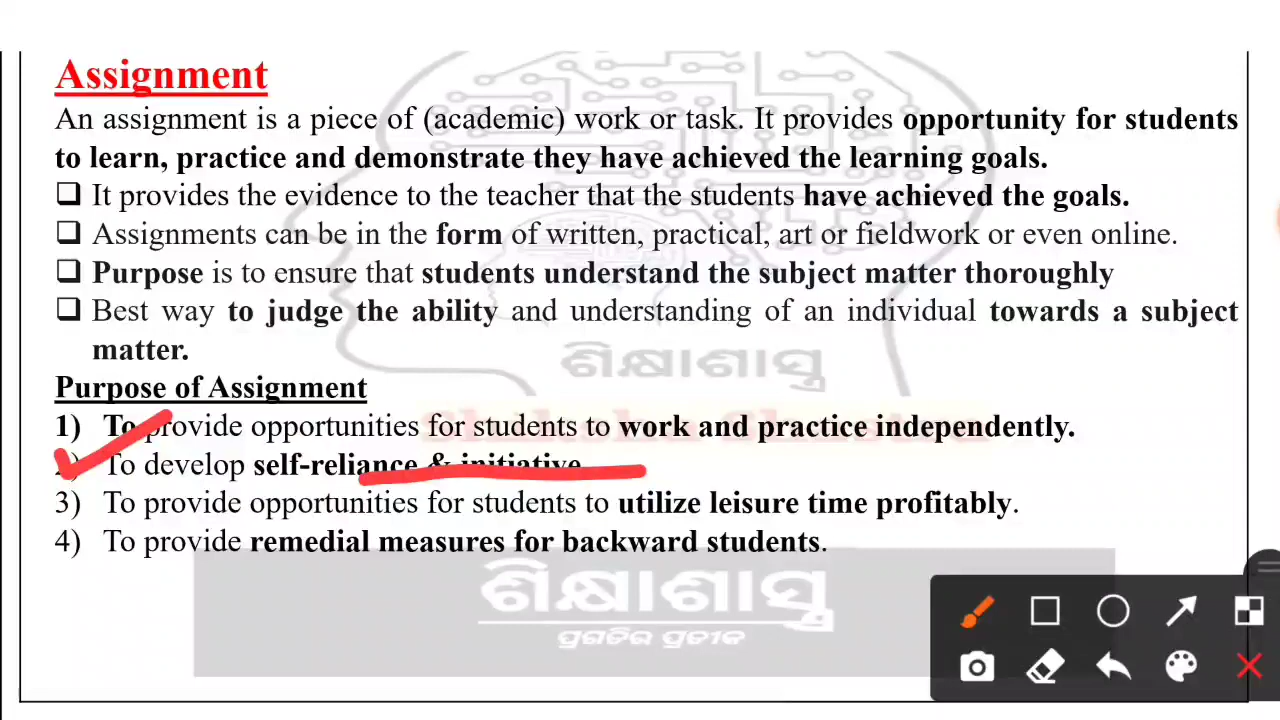 Assignment
An assignment is a piece of (academic) work or task. It provides opportunity for students
to learn, practice and demonstrate they have achieved the learning goals.
❑ It provides the evidence to the teacher that the students have achieved the goals.
❑ Assignments can be in the form of written, practical, art or fieldwork or even online.
❑ Purpose is to ensure that students understand the subject matter thoroughly
❑ Best way to judge the ability and understanding of an individual towards a subject
matter.
ଶିକ୍ଷାଶାସ୍ତ୍ର
Purpose of Assignment
1) To provide opportunities for students to work and practice independently.
2) To develop self-reliance & initiative
3) To provide opportunities for students to utilize leisure time profitably.
4) To provide remedial measures for backward students.
ଶିକ୍ଷାଶାସ୍ତ୍ର
ପ୍ରଗତିର ପ୍ରତୀକ